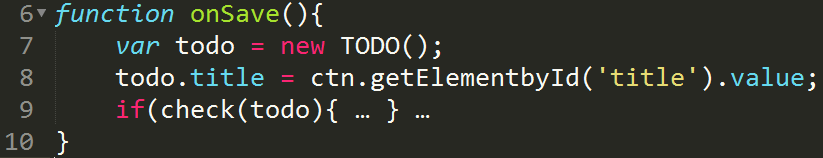 6 function onSave(){
7 var todo = new TODO();
8 todo.title = ctn.getElementbyId('title').value;
9 if(check(todo){ … } …
10 }